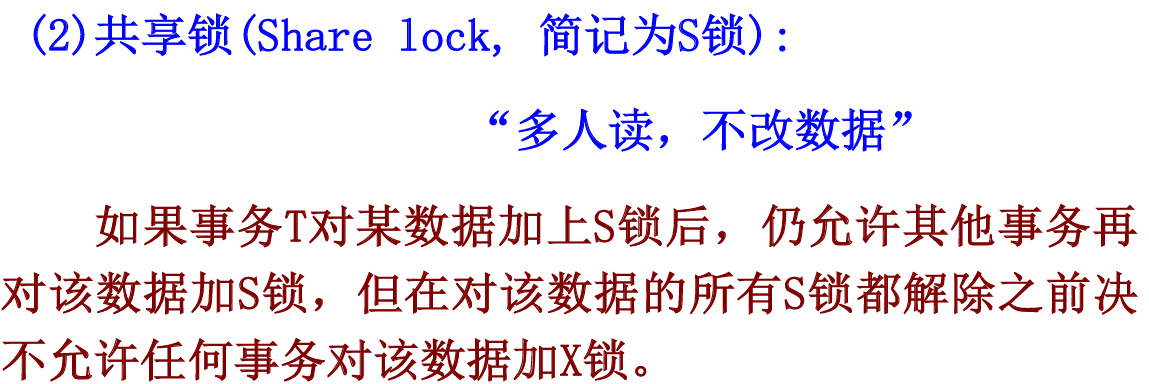 (2)共享锁(Share lock, 简记为S锁):
“多人读，不改数据”
如果事务T对某数据加上S锁后，仍允许其他事务再
对该数据加S锁，但在对该数据的所有S锁都解除之前决
不允许任何事务对该数据加X锁。